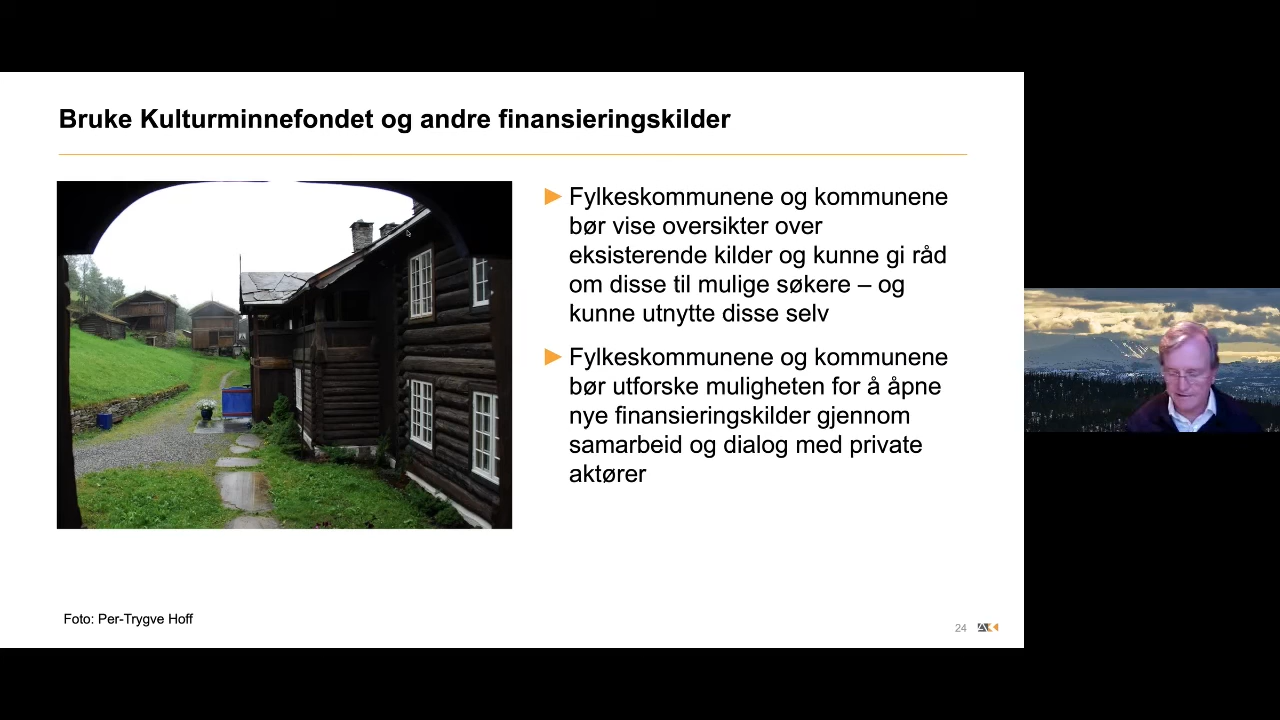 Bruke Kulturminnefondet og andre finansieringskilder
Fylkeskommunene og kommunene
bør vise oversikter over
eksisterende kilder og kunne gi råd
om disse til mulige søkere – og
kunne utnytte disse selv
Fylkeskommunene og kommunene
bør utforske muligheten for å åpne
nye finansieringskilder gjennom
samarbeid og dialog med private
aktører
Foto: Per-Trygve Hoff
24